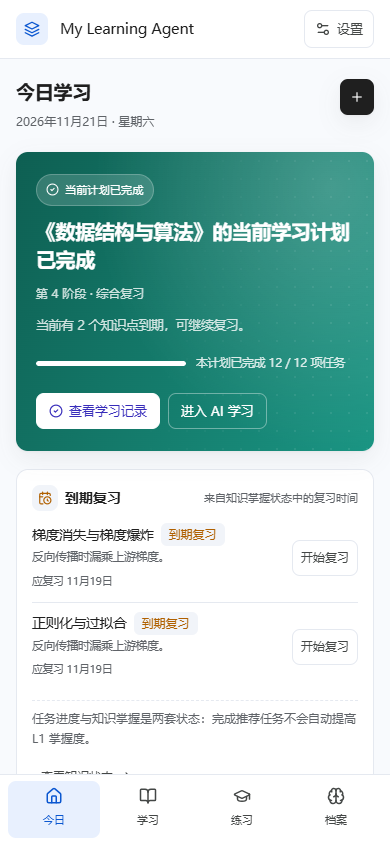 My Learning Agent
设置
今日学习
2026年11月21日 · 星期六
当前计划已完成
《数据结构与算法》的当前学习计划
已完成
第 4 阶段 · 综合复习
当前有 2 个知识点到期，可继续复习。
本计划已完成 12 / 12 项任务
查看学习记录
进入 AI 学习
到期复习
来自知识掌握状态中的复习时间
梯度消失与梯度爆炸
到期复习
反向传播时漏乘上游梯度。
应复习 11月19日
开始复习
正则化与过拟合
到期复习
反向传播时漏乘上游梯度。
应复习 11月19日
开始复习
任务进度与知识掌握是两套状态：完成推荐任务不会自动提高
L1 掌握度。
今日
学习
练习
档案